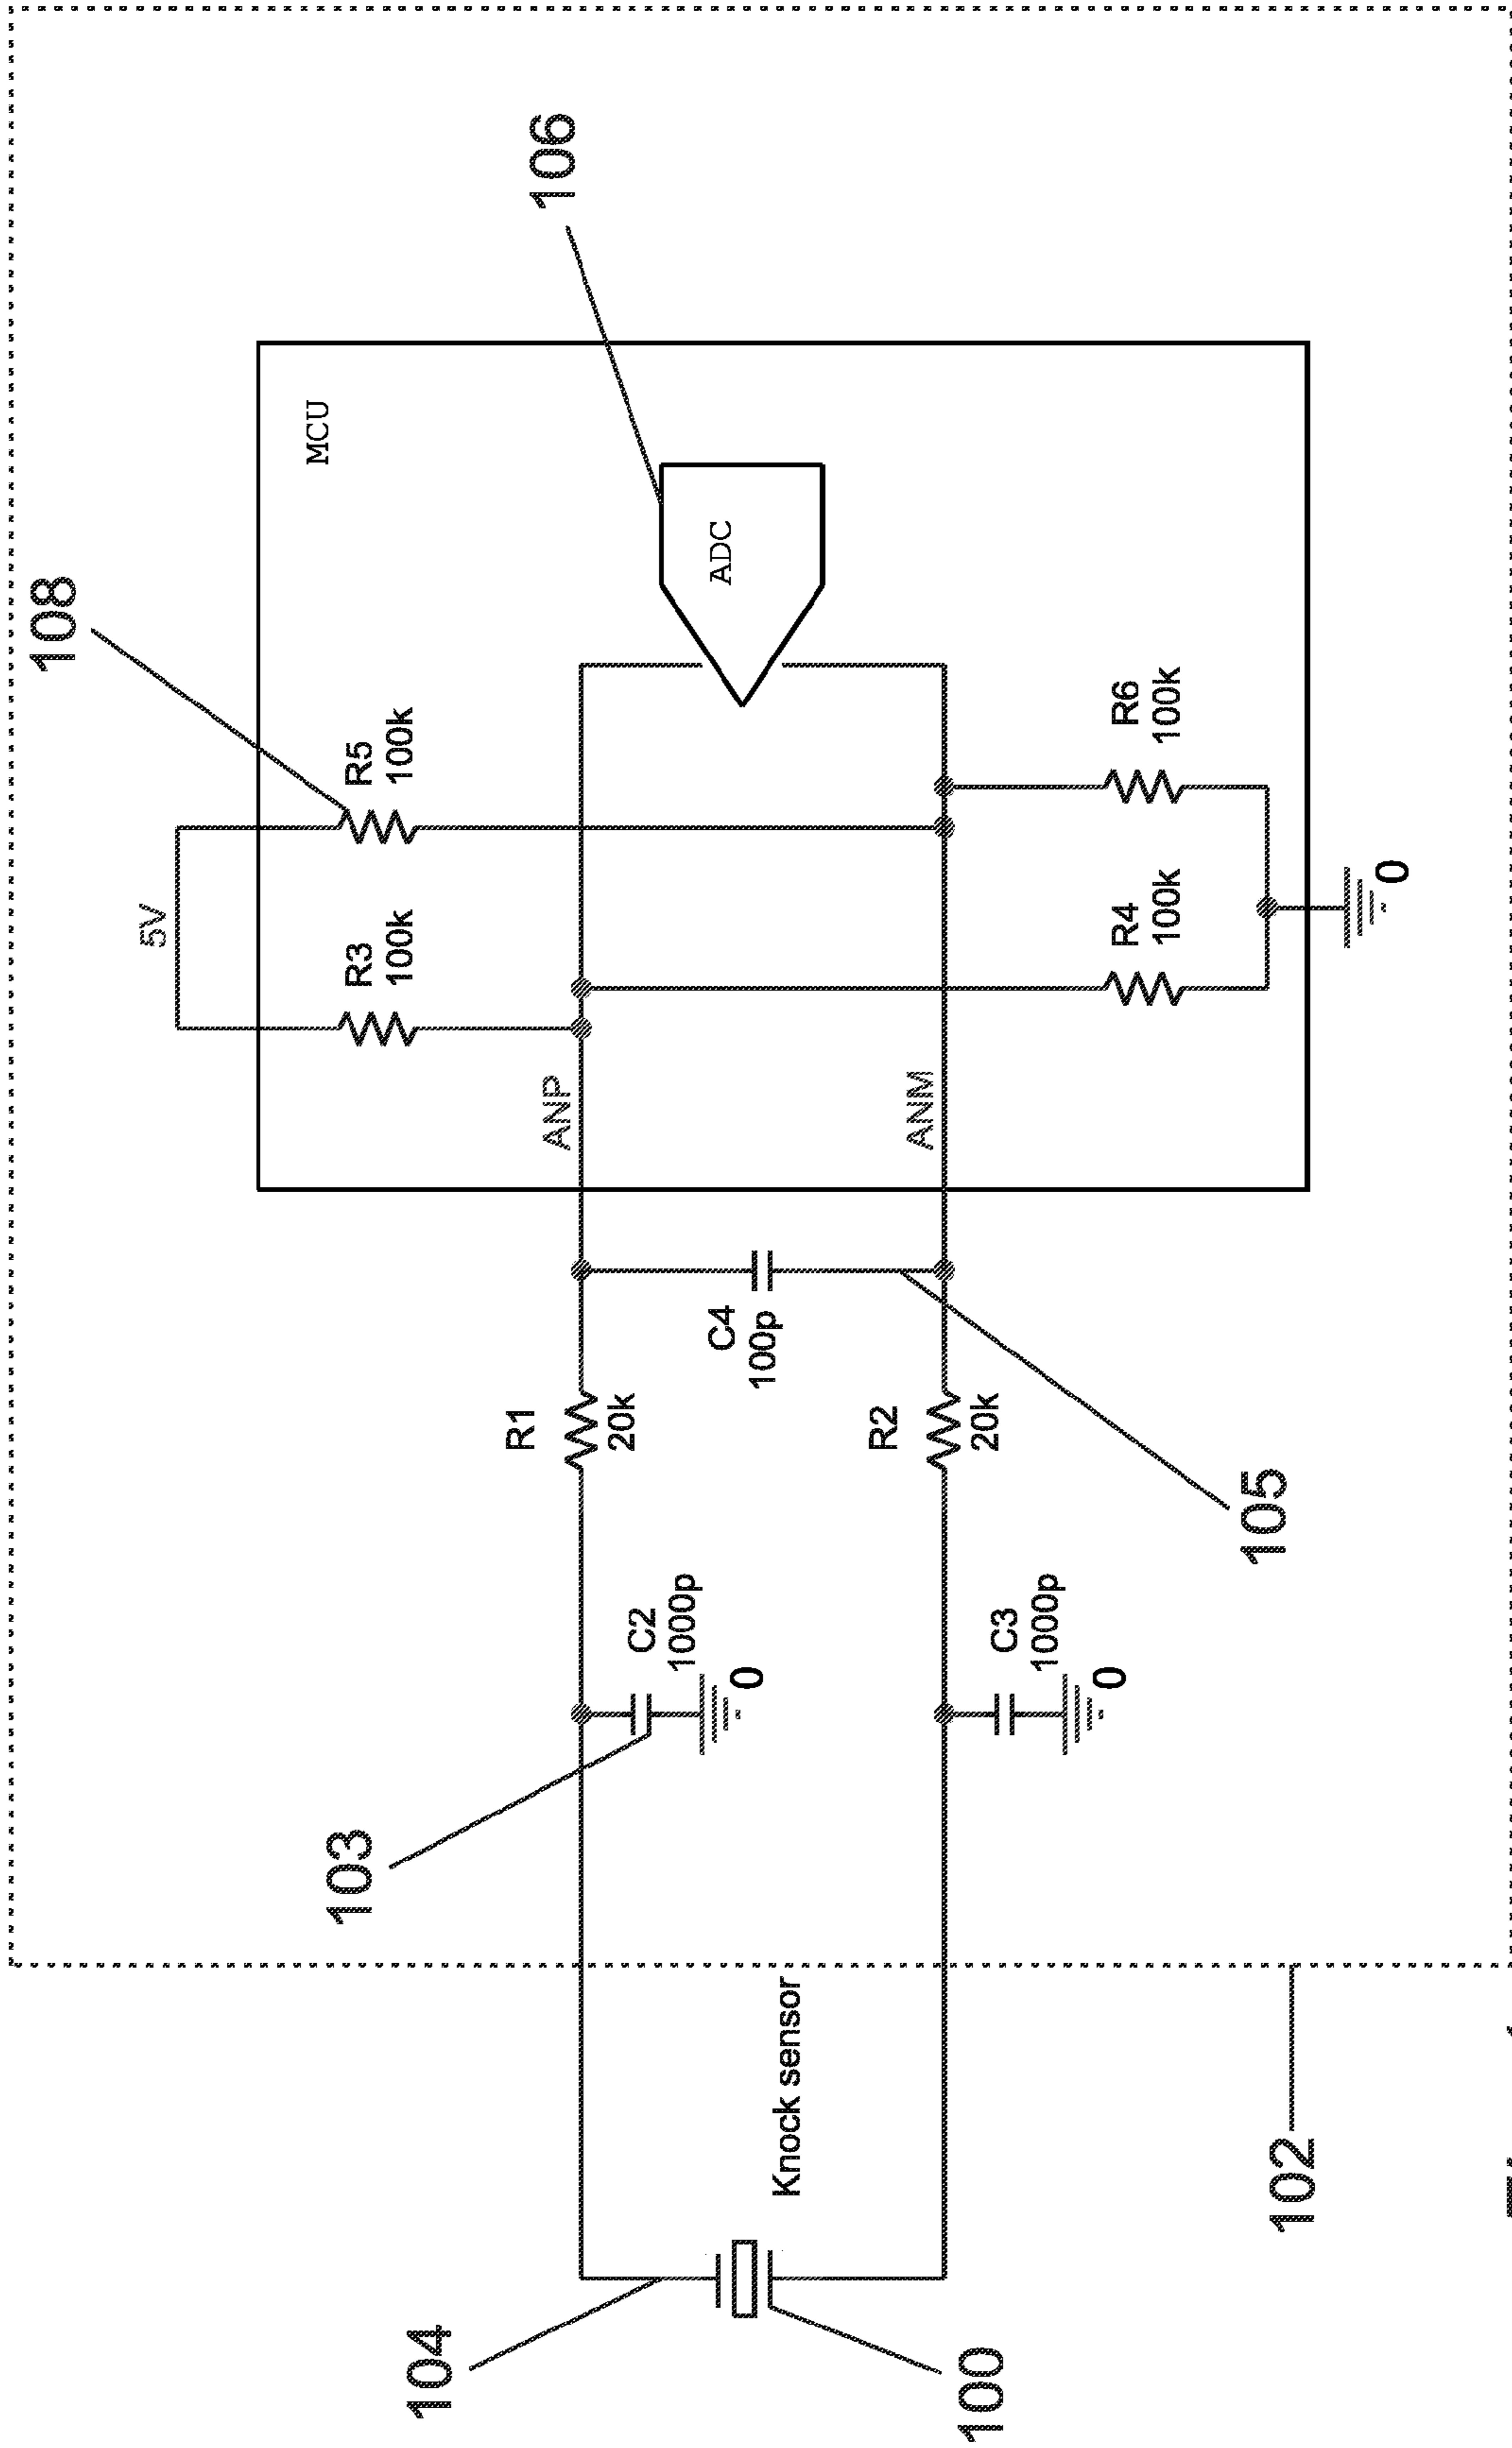 108
106
5V
R3
100k
R5
100k
MCU
ANP
ADC
ANM
R4
100k
R6
100k
0
103
C2
1000p
0
R1
20k
C4
100p
R2
20k
C3
1000p
0
105
104
Knock sensor
100
102